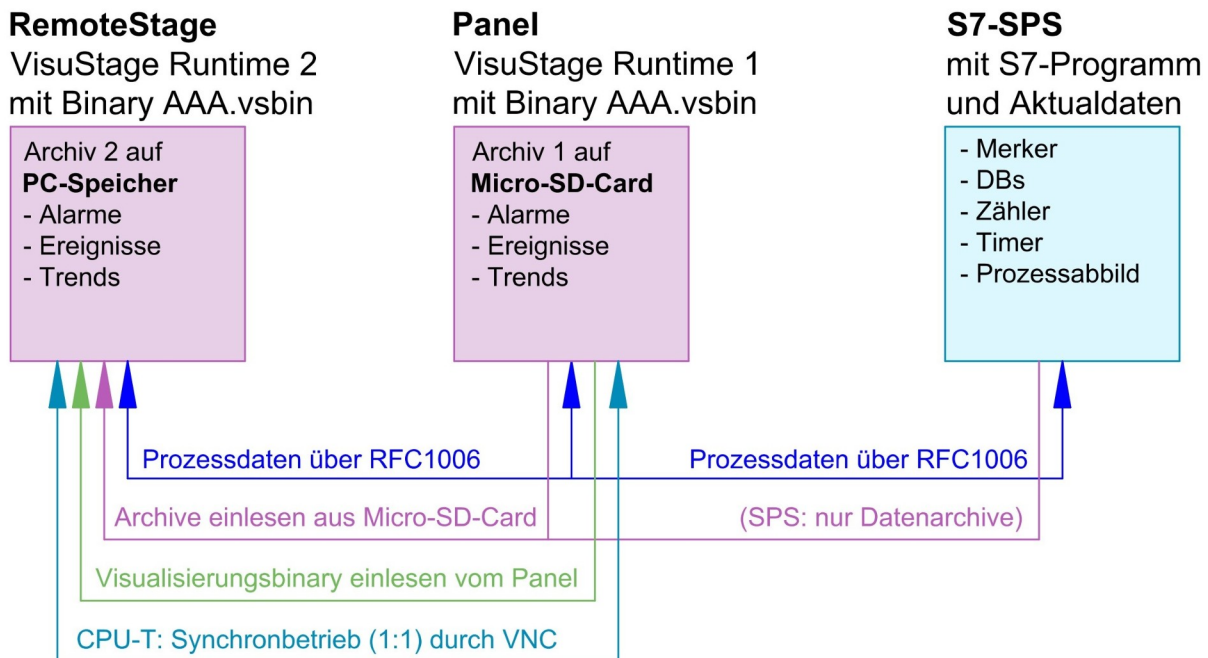 RemoteStage
VisuStage Runtime 2
mit Binary AAA.vsbin
Archiv 2 auf
PC-Speicher
- Alarme
- Ereignisse
- Trends
Panel
VisuStage Runtime 1
mit Binary AAA.vsbin
Archiv 1 auf
Micro-SD-Card
- Alarme
- Ereignisse
- Trends
S7-SPS
mit S7-Programm
und Aktualdaten
- Merker
- DBs
- Zähler
- Timer
- Prozessabbild
Prozessdaten über RFC1006
Prozessdaten über RFC1006
Archive einlesen aus Micro-SD-Card
(SPS: nur Datenarchive)
Visualisierungsbinary einlesen vom Panel
CPU-T: Synchronbetrieb (1:1) durch VNC